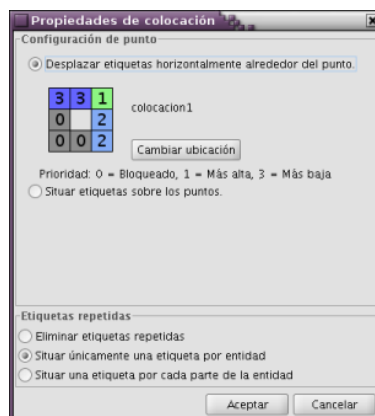 Propiedades de colocación
Configuración de punto
Desplazar etiquetas horizontalmente alrededor del punto.
3 3 1
0 2
0 0 2
colocacion1
Cambiar ubicación
Prioridad: 0 = Bloqueado, 1 = Más alta, 3 = Más baja
Situar etiquetas sobre los puntos.
Etiquetas repetidas
Eliminar etiquetas repetidas
Situar únicamente una etiqueta por entidad
Situar una etiqueta por cada parte de la entidad
Aceptar Cancelar